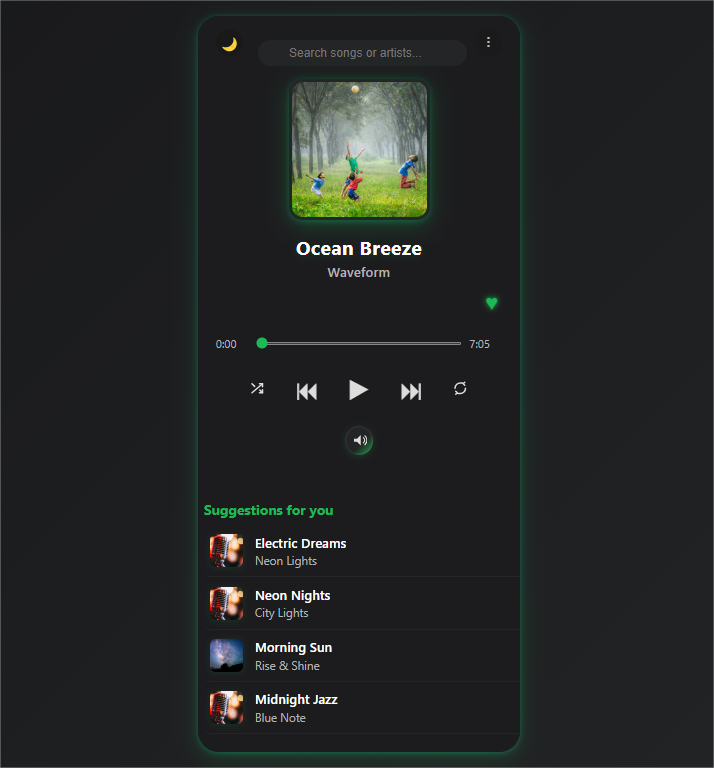 Search songs or artists...
Ocean Breeze
Waveform
0:00
7:05
Suggestions for you
Electric Dreams
Neon Lights
Neon Nights
City Lights
Morning Sun
Rise & Shine
Midnight Jazz
Blue Note